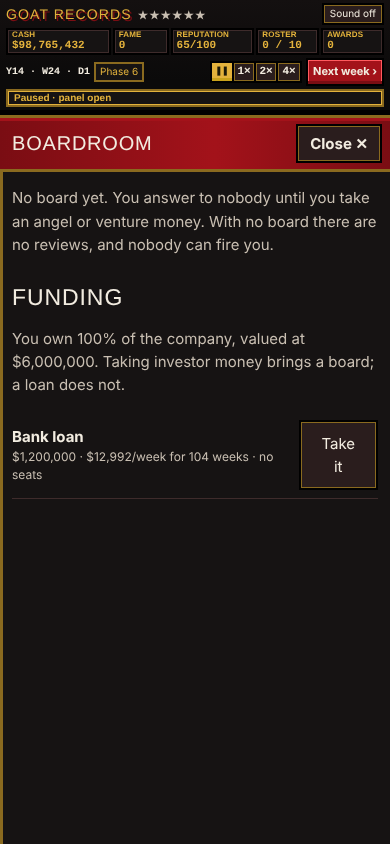 GOAT RECORDS ★★★★★★
Sound off
CASH
$98,765,432
FAME
0
REPUTATION
65/100
ROSTER
0 / 10
AWARDS
0
Y14 · W24 · D1
Phase 6
1×
2×
4×
Next week ›
Paused · panel open
BOARDROOM
Close ✕
No board yet. You answer to nobody until you take
an angel or venture money. With no board there are
no reviews, and nobody can fire you.
FUNDING
You own 100% of the company, valued at
$6,000,000. Taking investor money brings a board;
a loan does not.
Bank loan
$1,200,000 · $12,992/week for 104 weeks · no
seats
Take
it